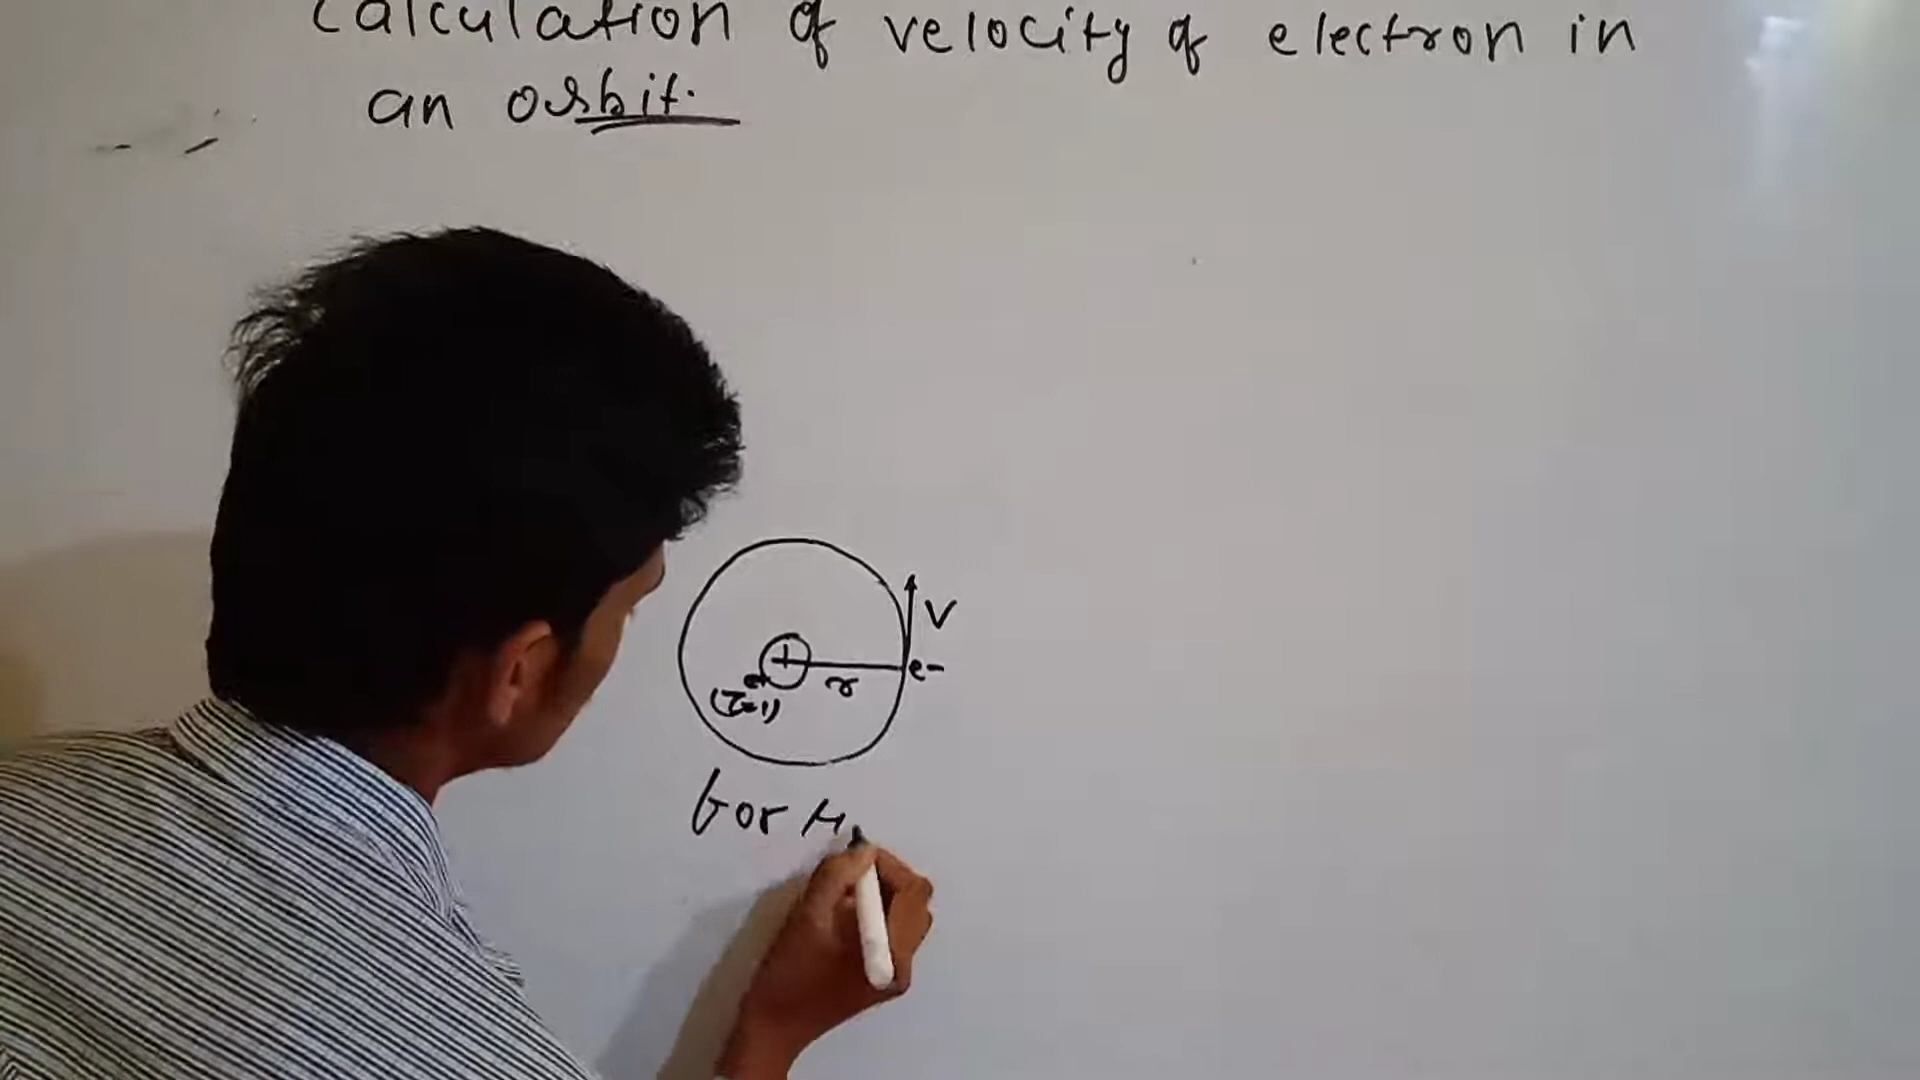 Calculation of velocity of electron in
an orbit.
V
+
e-
r
(Z=1)
for H